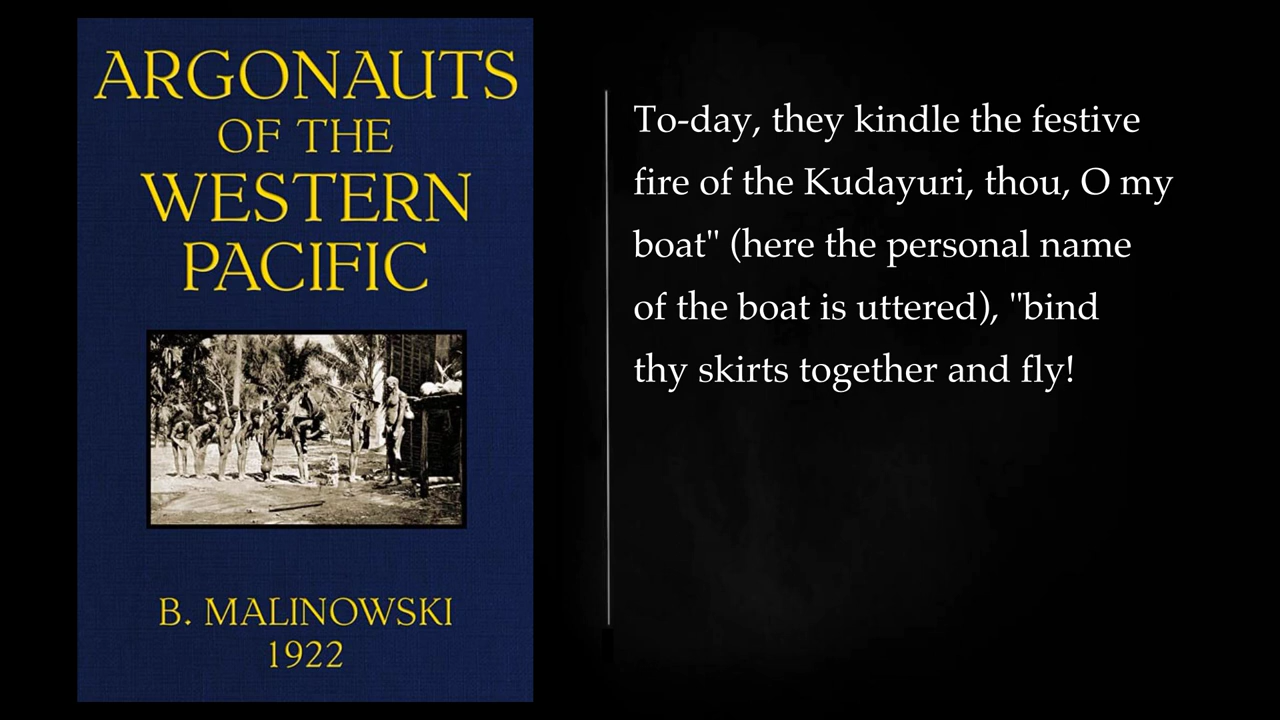 ARGONAUTS
OF THE
WESTERN
PACIFIC
B. MALINOWSKI
1922
To-day, they kindle the festive
fire of the Kudayuri, thou, O my
boat" (here the personal name
of the boat is uttered), "bind
thy skirts together and fly!